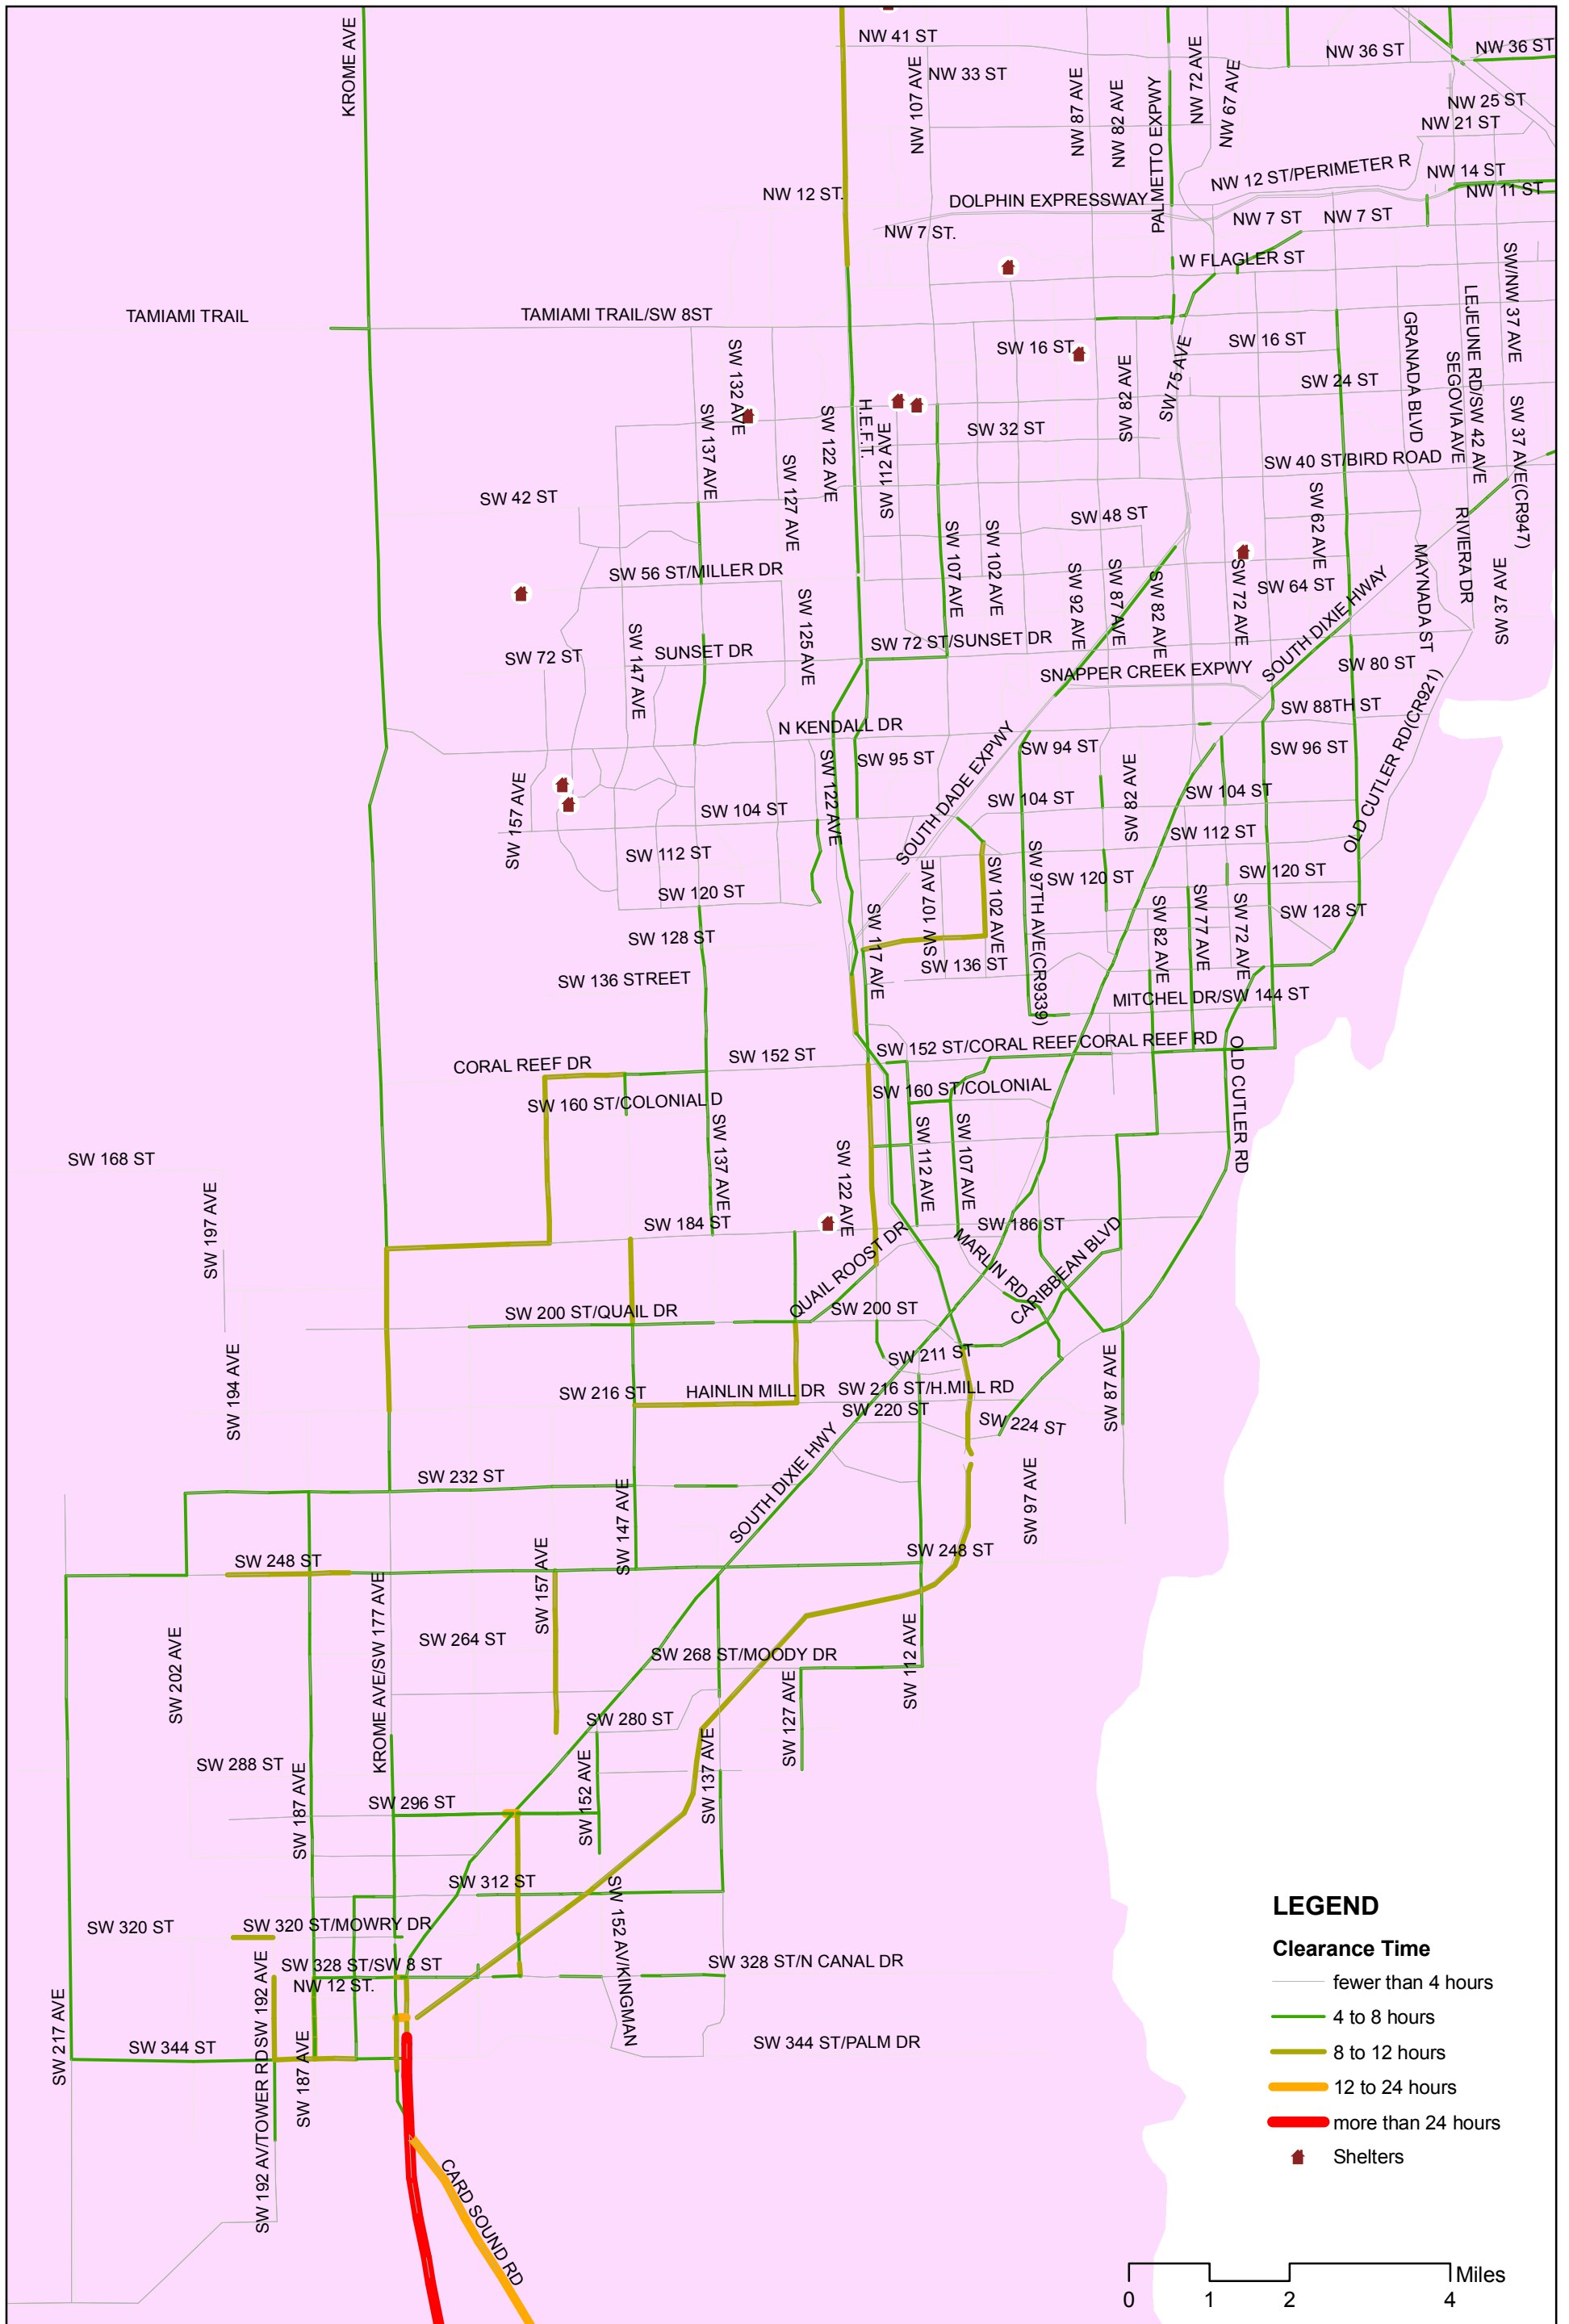 KROME AVE
NW 41 ST
NW 107 AVE
NW 33 ST
NW 87 AVE
NW 82 AVE
PALMETTO EXPWY
NW 72 AVE
NW 67 AVE
NW 36 ST
NW 36 ST
NW 25 ST
NW 21 ST
NW 12 ST/PERIMETER R
NW 14 ST
NW 11 ST
NW 12 ST.
DOLPHIN EXPRESSWAY
NW 7 ST.
NW 7 ST
NW 7 ST
W FLAGLER ST
SW/NW 37 AVE
TAMIAMI TRAIL
TAMIAMI TRAIL/SW 8ST
SW 132 AVE
SW 16 ST
SW 16 ST
SW 75 AVE
SW 82 AVE
GRANADA BLVD
LEJEUNE RD/SW 42 AVE
SEGOVIA AVE
SW 24 ST
SW 137 AVE
SW 122 AVE
H.E.F.T.
SW 112 AVE
SW 32 ST
SW 37 AVE(CR947)
SW 40 ST/BIRD ROAD
SW 127 AVE
SW 42 ST
SW 62 AVE
SW 48 ST
RIVIERA DR
SW 107 AVE
SW 102 AVE
SW 56 ST/MILLER DR
SW 92 AVE
SW 87 AVE
SW 82 AVE
SW 72 AVE
SW 64 ST
MAYNADA ST
SW 37 AVE
SOUTH DIXIE HWAY
SW 125 AVE
SW 147 AVE
SW 72 ST/SUNSET DR
SW 72 ST
SUNSET DR
SNAPPER CREEK EXPWY
SW 80 ST
OLD CUTLER RD(CR921)
SW 88TH ST
N KENDALL DR
SOUTH DADE EXPWY
SW 94 ST
SW 96 ST
SW 95 ST
SW 122 AVE
SW 82 AVE
SW 157 AVE
SW 104 ST
SW 104 ST
SW 104 ST
SW 112 ST
SW 112 ST
SW 97TH AVE(CR9339)
SW 107 AVE
SW 102 AVE
SW 120 ST
SW 120 ST
SW 120 ST
SW 117 AVE
SW 82 AVE
SW 77 AVE
SW 72 AVE
SW 128 ST
SW 128 ST
SW 136 ST
SW 136 STREET
MITCHEL DR/SW 144 ST
SW 152 ST/CORAL REEF
CORAL REEF RD
OLD CUTLER RD
SW 152 ST
CORAL REEF DR
SW 160 ST/COLONIAL
SW 160 ST/COLONIAL D
SW 137 AVE
SW 112 AVE
SW 107 AVE
SW 122 AVE
SW 168 ST
SW 197 AVE
SW 184 ST
SW 186 ST
QUAIL ROOST DR
MARLIN RD
CARIBBEAN BLVD
SW 200 ST/QUAIL DR
SW 200 ST
SW 194 AVE
SW 211 ST
SW 87 AVE
SW 216 ST
HAINLIN MILL DR
SW 216 ST/H.MILL RD
SW 220 ST
SW 224 ST
SOUTH DIXIE HWY
SW 232 ST
SW 147 AVE
SW 97 AVE
SW 248 ST
SW 248 ST
SW 157 AVE
KROME AVE/SW 177 AVE
SW 202 AVE
SW 264 ST
SW 268 ST/MOODY DR
SW 112 AVE
SW 127 AVE
SW 280 ST
SW 137 AVE
SW 288 ST
SW 187 AVE
SW 152 AVE
SW 296 ST
SW 312 ST
SW 152 AV/KINGMAN
SW 320 ST
SW 320 ST/MOWRY DR
SW 328 ST/SW 8 ST
SW 328 ST/N CANAL DR
NW 12 ST.
SW 192 AVE
SW 217 AVE
SW 344 ST
SW 344 ST/PALM DR
SW 187 AVE
SW 192 AV/TOWER RD
CARD SOUND RD
LEGEND
Clearance Time
fewer than 4 hours
4 to 8 hours
8 to 12 hours
12 to 24 hours
more than 24 hours
Shelters
Miles
0 1 2 4